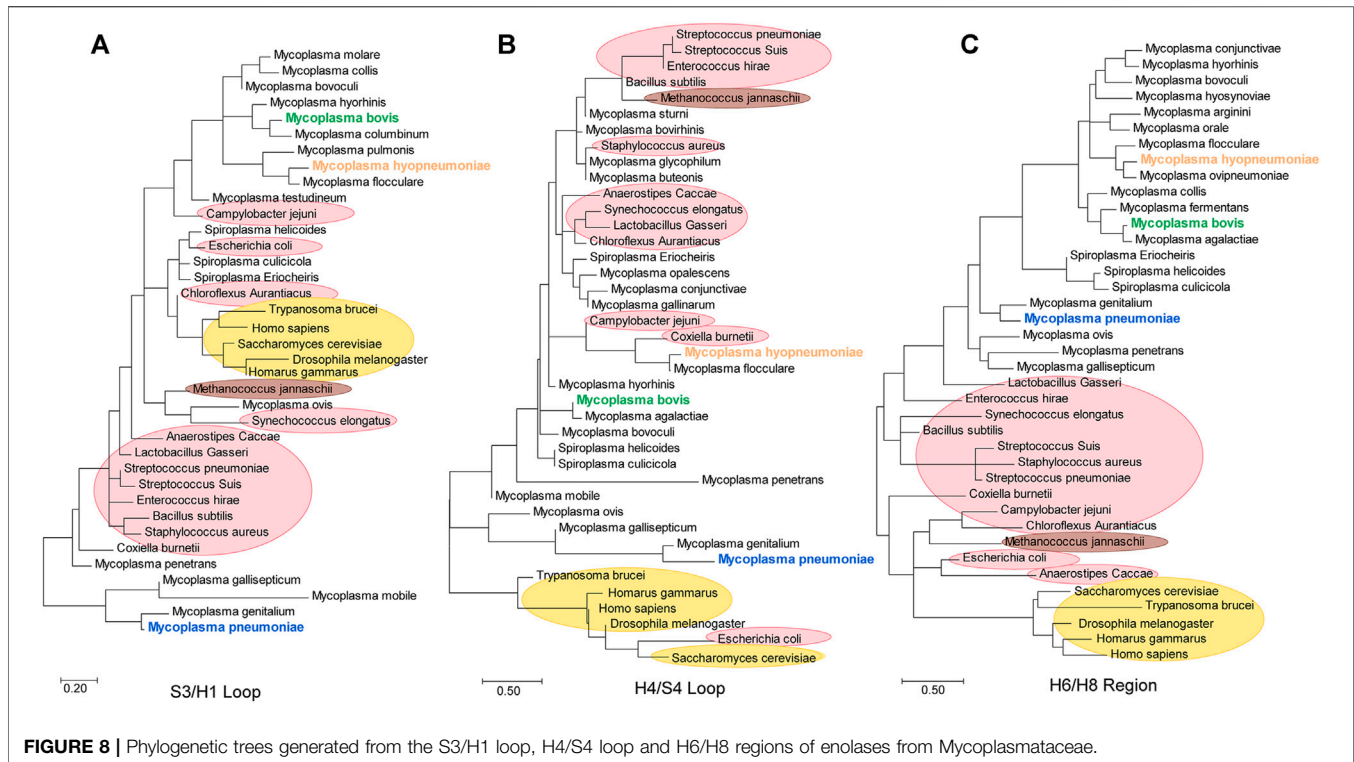 A
Mycoplasma molare
Mycoplasma collis
Mycoplasma bovoculi
Mycoplasma hyorhinis
Mycoplasma bovis
Mycoplasma columbinum
Mycoplasma pulmonis
Mycoplasma hyopneumoniae
Mycoplasma flocculare
Mycoplasma testudineum
Campylobacter jejuni
Spiroplasma helicoides
Escherichia coli
Spiroplasma culicicola
Spiroplasma Eriocheiris
Chloroflexus Aurantiacus
Trypanosoma brucei
Homo sapiens
Saccharomyces cerevisiae
Drosophila melanogaster
Homarus gammarus
Methanococcus jannaschii
Mycoplasma ovis
Synechococcus elongatus
Anaerostipes Caccae
Lactobacillus Gasseri
Streptococcus pneumoniae
Streptococcus Suis
Enterococcus hirae
Bacillus subtilis
Staphylococcus aureus
Coxiella burnetii
Mycoplasma penetrans
Mycoplasma gallisepticum
Mycoplasma mobile
Mycoplasma genitalium
Mycoplasma pneumoniae
0.20
S3/H1 Loop
B
Streptococcus pneumoniae
Streptococcus Suis
Enterococcus hirae
Bacillus subtilis
Methanococcus jannaschii
Mycoplasma sturni
Mycoplasma bovirhinis
Staphylococcus aureus
Mycoplasma glycophilum
Mycoplasma buteonis
Anaerostipes Caccae
Synechococcus elongatus
Lactobacillus Gasseri
Chloroflexus Aurantiacus
Spiroplasma Eriocheiris
Mycoplasma opalescens
Mycoplasma conjunctivae
Mycoplasma gallinarum
Campylobacter jejuni
Coxiella burnetii
Mycoplasma hyopneumoniae
Mycoplasma flocculare
Mycoplasma hyorhinis
Mycoplasma bovis
Mycoplasma agalactiae
Mycoplasma bovoculi
Spiroplasma helicoides
Spiroplasma culicicola
Mycoplasma penetrans
Mycoplasma mobile
Mycoplasma ovis
Mycoplasma gallisepticum
Mycoplasma genitalium
Mycoplasma pneumoniae
Trypanosoma brucei
Homarus gammarus
Homo sapiens
Drosophila melanogaster
Escherichia coli
Saccharomyces cerevisiae
0.50
H4/S4 Loop
C
Mycoplasma conjunctivae
Mycoplasma hyorhinis
Mycoplasma bovoculi
Mycoplasma hyosynoviae
Mycoplasma arginini
Mycoplasma orale
Mycoplasma flocculare
Mycoplasma hyopneumoniae
Mycoplasma ovipneumoniae
Mycoplasma collis
Mycoplasma fermentans
Mycoplasma bovis
Mycoplasma agalactiae
Spiroplasma Eriocheiris
Spiroplasma helicoides
Spiroplasma culicicola
Mycoplasma genitalium
Mycoplasma pneumoniae
Mycoplasma ovis
Mycoplasma penetrans
Mycoplasma gallisepticum
Lactobacillus Gasseri
Enterococcus hirae
Synechococcus elongatus
Bacillus subtilis
Streptococcus Suis
Staphylococcus aureus
Streptococcus pneumoniae
Coxiella burnetii
Campylobacter jejuni
Chloroflexus Aurantiacus
Methanococcus jannaschii
Escherichia coli
Anaerostipes Caccae
Saccharomyces cerevisiae
Trypanosoma brucei
Drosophila melanogaster
Homarus gammarus
Homo sapiens
0.50
H6/H8 Region
FIGURE 8 | Phylogenetic trees generated from the S3/H1 loop, H4/S4 loop and H6/H8 regions of enolases from Mycoplasmataceae.